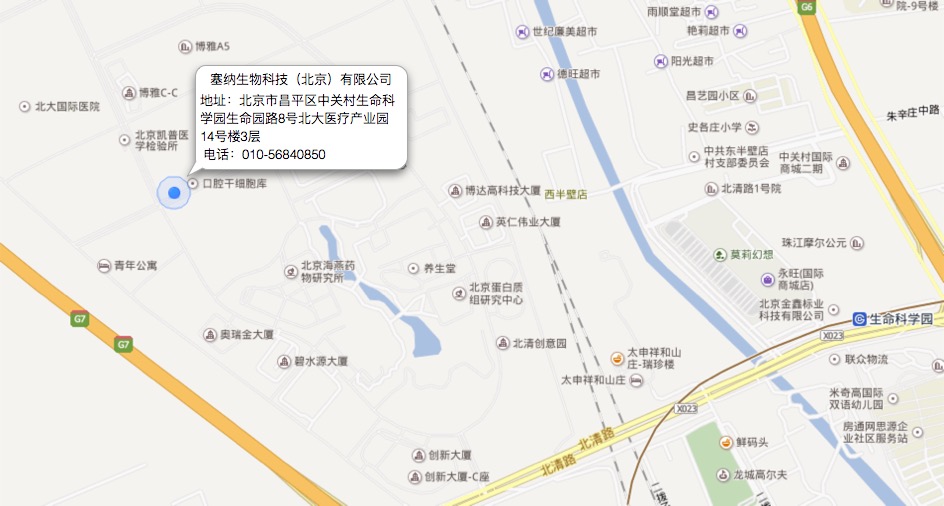 G6
院-9号楼
雨顺堂超市
世纪廉美超市
艳莉超市
博雅A5
阳光超市
德旺超市
塞纳生物科技（北京）有限公司
地址：北京市昌平区中关村生命科
学园生命园路8号北大医疗产业园
14号楼3层
电话：010-56840850
博雅C-C
北大国际医院
昌艺园小区
朱辛庄中路
史各庄小学
北京凯普医
学检验所
中共东半壁店
村支部委员会
中关村国际
商城二期
口腔干细胞库
博达高科技大厦
西半壁店
北清路1号院
英仁伟业大厦
珠江摩尔公元
莫莉幻想
青年公寓
北京海燕药
物研究所
养生堂
永旺(国际
商城店)
北京蛋白质
组研究中心
北京金鑫标业
科技有限公司
G7
生命科学园
奥瑞金大厦
X023
G7
北清创意园
碧水源大厦
太申祥和山
庄-瑞珍楼
联众物流
太申祥和山庄
米奇高国际
双语幼儿园
X023
房通网思源企
业社区服务站
北清路
鲜码头
创新大厦
北清路
创新大厦-C座
龙城高尔夫